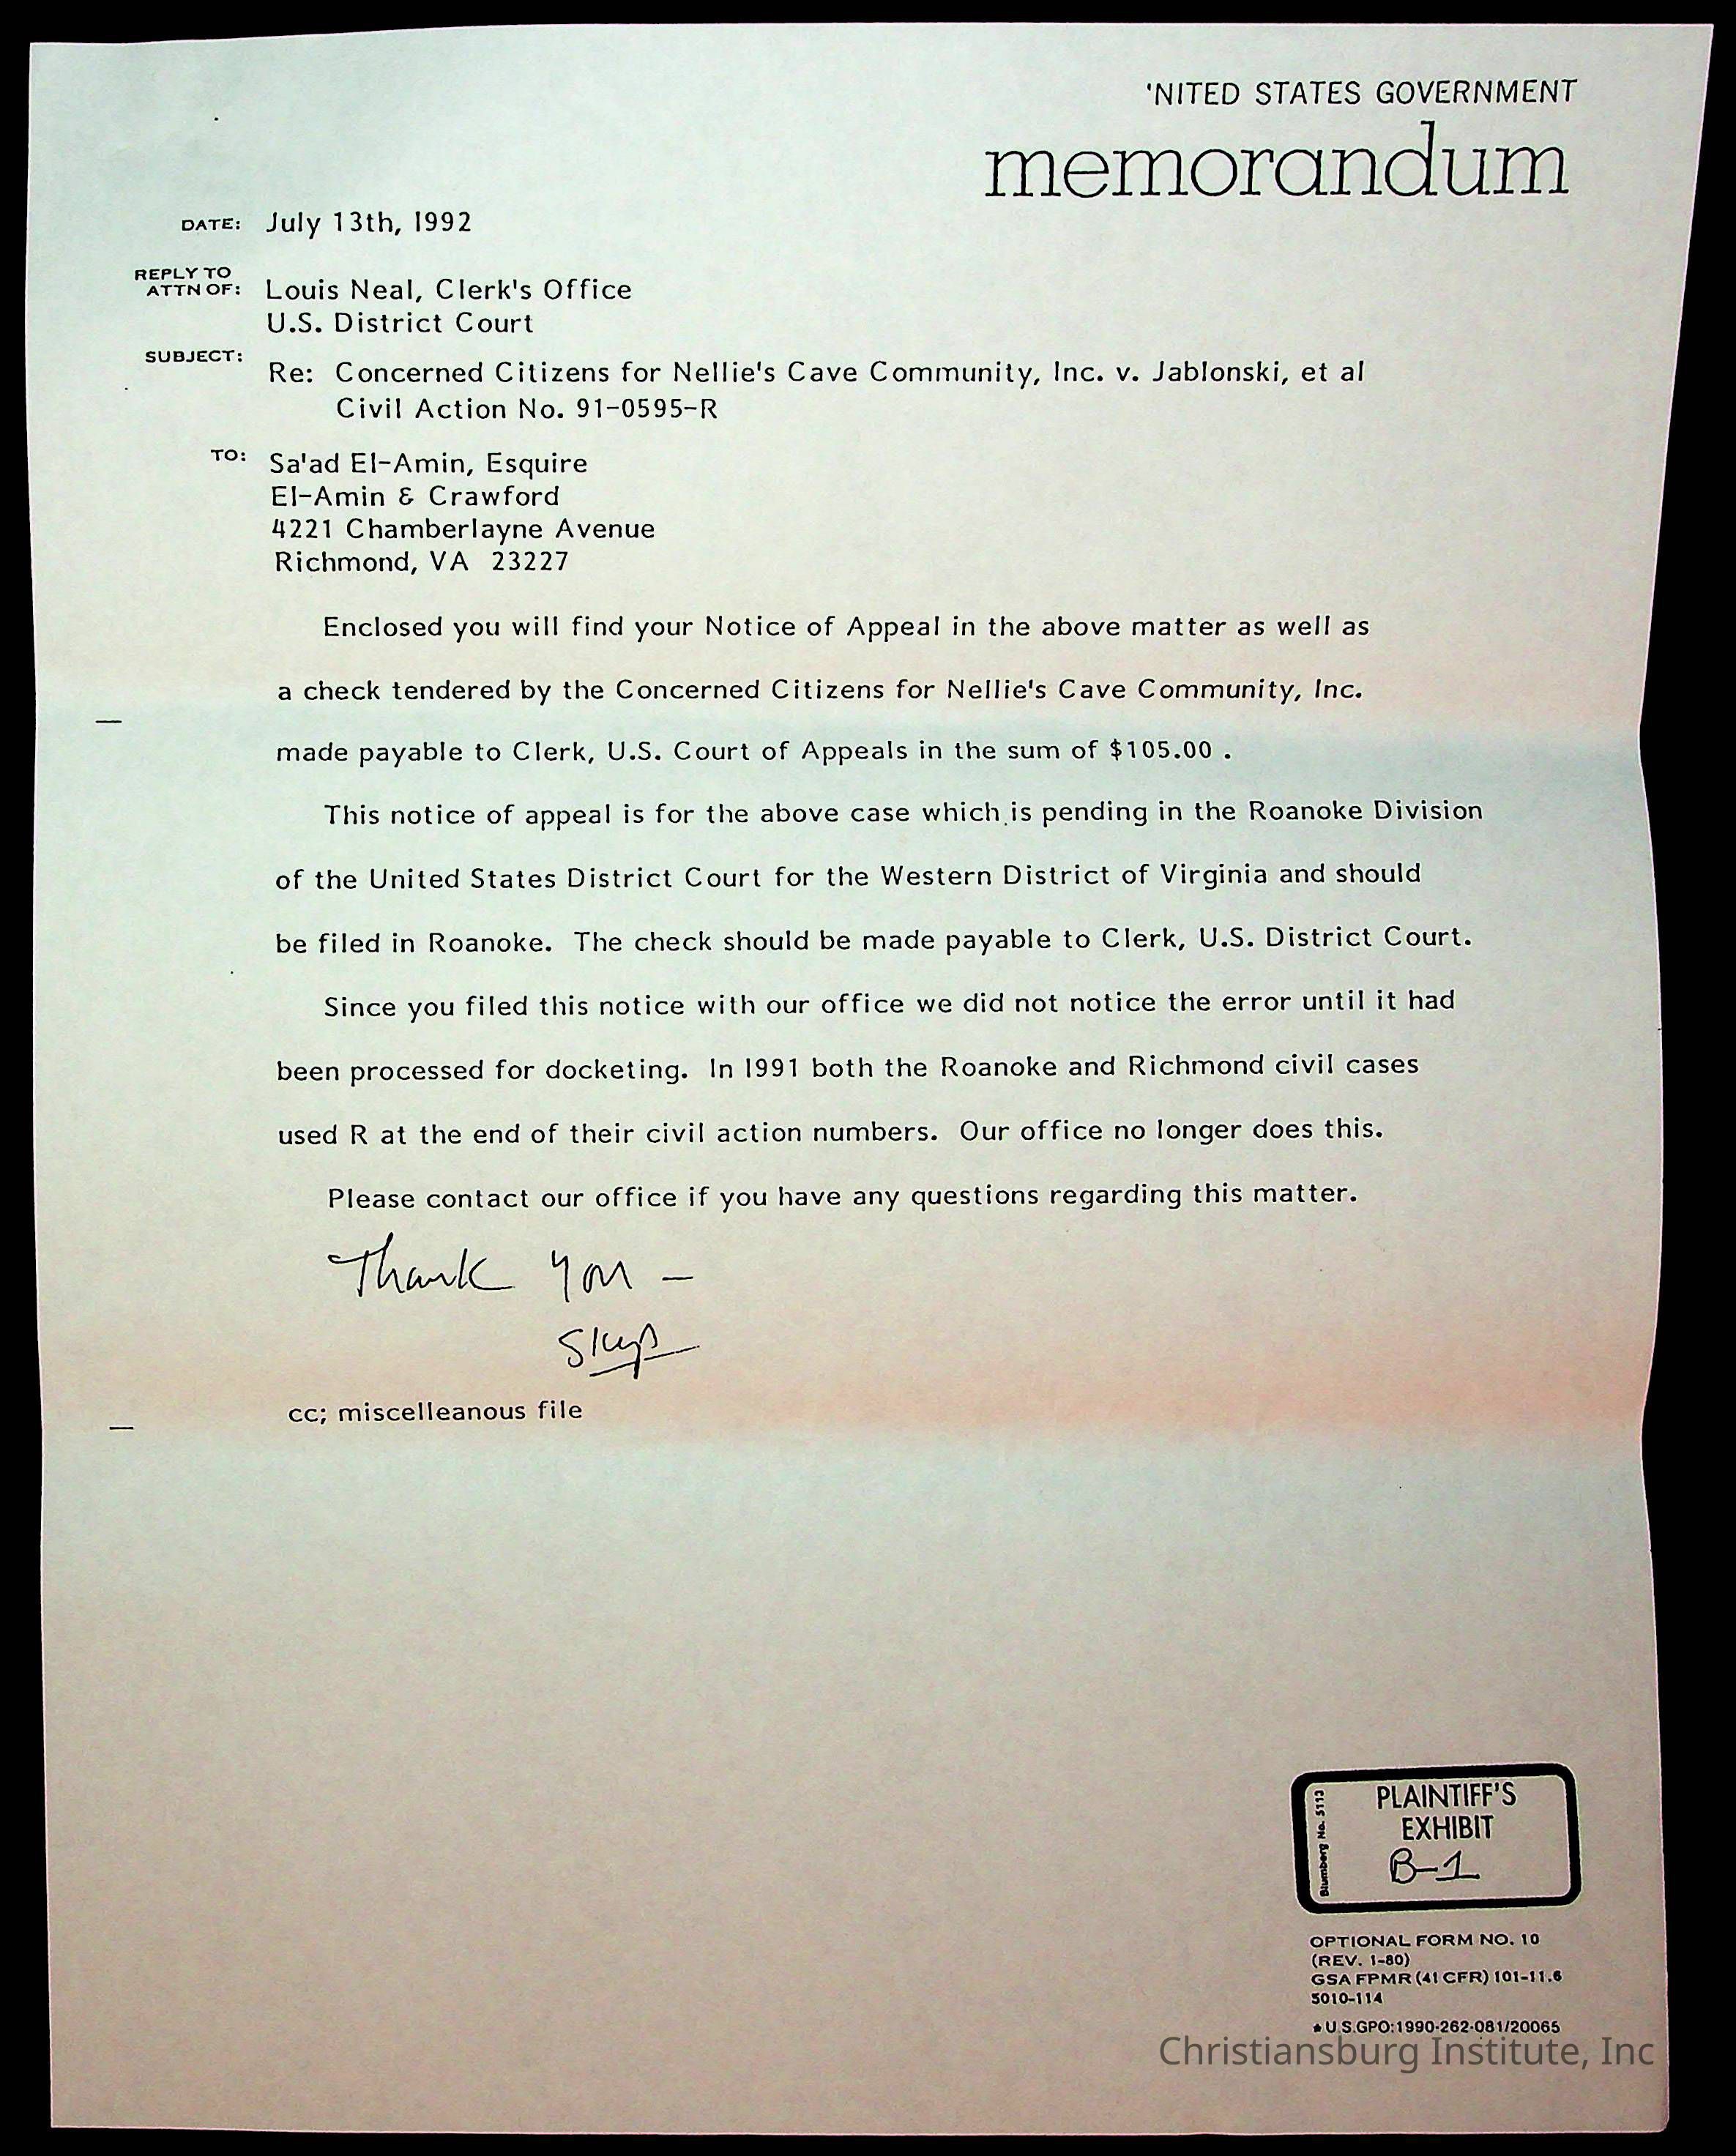 'NITED STATES GOVERNMENT
memorandum
DATE: July 13th, 1992
REPLY TO
ATTN OF: Louis Neal, Clerk's Office
U.S. District Court
SUBJECT:
Re: Concerned Citizens for Nellie's Cave Community, Inc. v. Jablonski, et al
Civil Action No. 91-0595-R
TO: Sa'ad El-Amin, Esquire
El-Amin & Crawford
4221 Chamberlayne Avenue
Richmond, VA 23227
Enclosed you will find your Notice of Appeal in the above matter as well as
a check tendered by the Concerned Citizens for Nellie's Cave Community, Inc.
made payable to Clerk, U.S. Court of Appeals in the sum of $105.00 .
This notice of appeal is for the above case which is pending in the Roanoke Division
of the United States District Court for the Western District of Virginia and should
be filed in Roanoke. The check should be made payable to Clerk, U.S. District Court.
Since you filed this notice with our office we did not notice the error until it had
been processed for docketing. In 1991 both the Roanoke and Richmond civil cases
used R at the end of their civil action numbers. Our office no longer does this.
Please contact our office if you have any questions regarding this matter.
Thank you -
Skip
cc; miscelleanous file
Blumberg No. 5113
PLAINTIFF'S
EXHIBIT
B-1
OPTIONAL FORM NO. 10
(REV. 1-80)
GSA FPMR (41 CFR) 101-11.6
5010-114
★ U.S.GPO:1990-262-081/20065
Christiansburg Institute, Inc